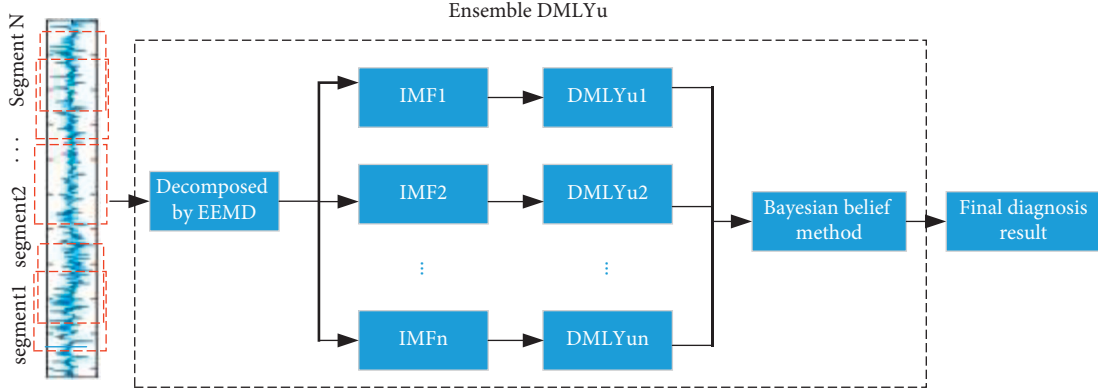 Ensemble DMLYu
Segment N
...
segment2
segment1
Decomposed
by EEMD
IMF1
DMLYu1
IMF2
DMLYu2
...
...
IMFn
DMLYun
Bayesian belief
method
Final diagnosis
result